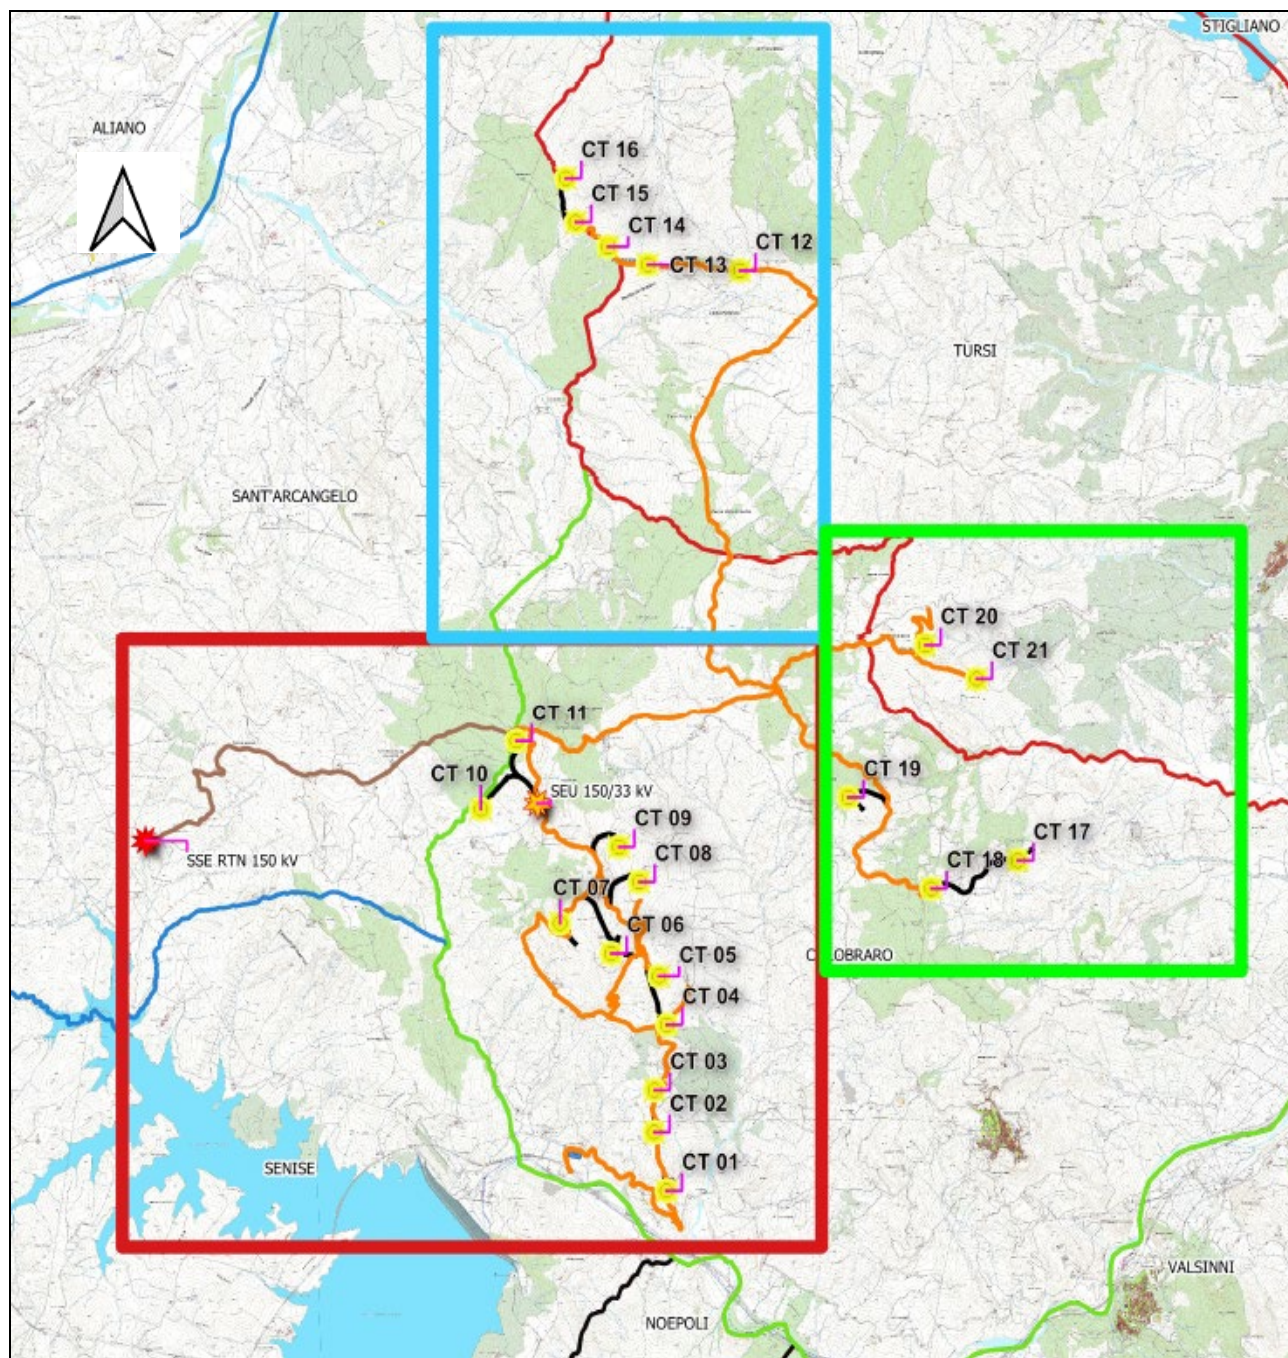 STIGLIANO
ALIANO
CT 16
CT 15
CT 14
CT 12
CT 13
TURSI
SANT'ARCANGELO
CT 20
CT 21
CT 11
CT 10
SEU 150/33 kV
CT 19
CT 09
CT 17
SSE RTN 150 kV
CT 08
CT 18
CT 07
CT 06
CT 05
CT 04
CT 03
CT 02
CT 01
SENISE
VALSINNI
NOEPOLI